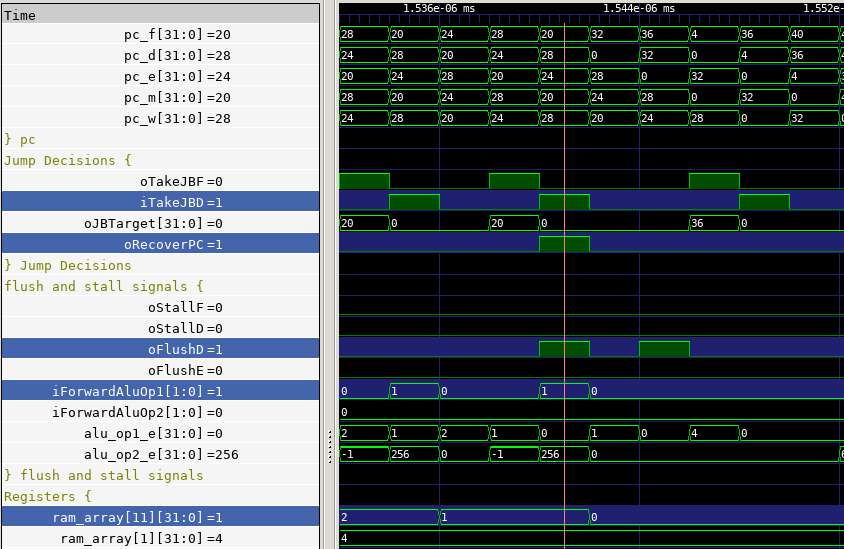 Time 1.536e-06 ms 1.544e-06 ms 1.552e-
pc_f[31:0]=20 28 20 24 28 20 32 36 4 36 40
pc_d[31:0]=28 24 28 20 24 28 0 32 0 4 36
pc_e[31:0]=24 20 24 28 20 24 28 0 32 0 4
pc_m[31:0]=20 28 20 24 28 20 24 28 0 32 0
pc_w[31:0]=28 24 28 20 24 28 20 24 28 0 32
} pc
Jump Decisions {
oTakeJBF=0
iTakeJBD=1
oJBTarget[31:0]=0 20 0 20 0 36 0
oRecoverPC=1
} Jump Decisions
flush and stall signals {
oStallF=0
oStallD=0
oFlushD=1
oFlushE=0
iForwardAluOp1[1:0]=1 0 1 0 1 0
iForwardAluOp2[1:0]=0 0
alu_op1_e[31:0]=0 2 1 2 1 0 1 0 4 0
alu_op2_e[31:0]=256 -1 256 0 -1 256 0
} flush and stall signals
Registers {
ram_array[11][31:0]=1 2 1 0
ram_array[1][31:0]=4 4